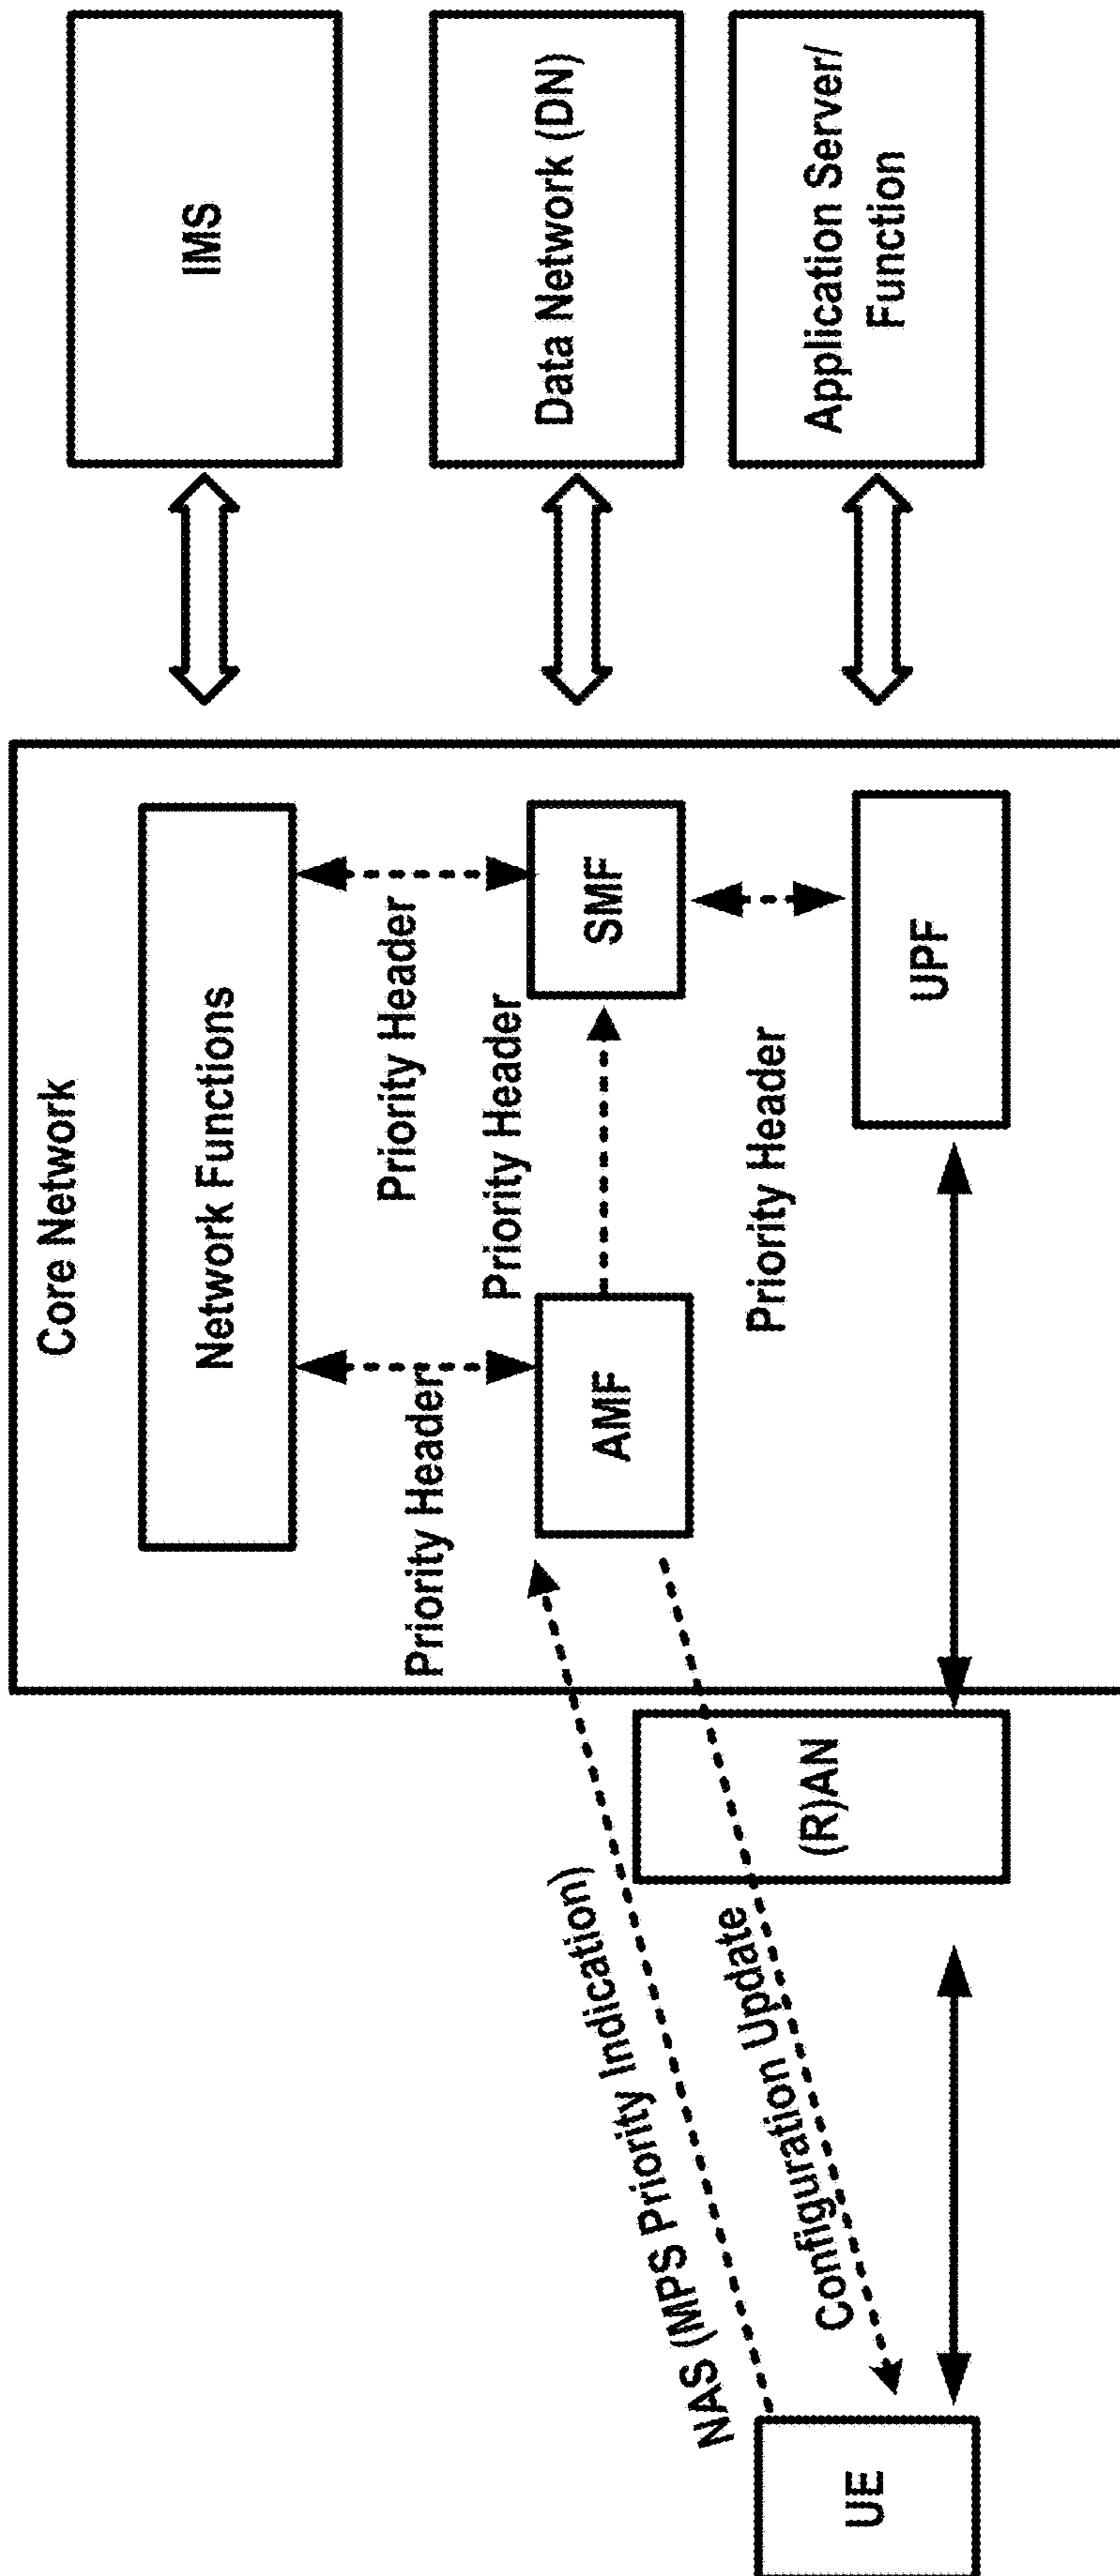 Core Network
Network Functions
Priority Header
Priority Header
Priority Header
AMF
SMF
Priority Header
UPF
NAS (MPS Priority Indication)
Configuration Update
UE
(R)AN
IMS
Data Network (DN)
Application Server/
Function